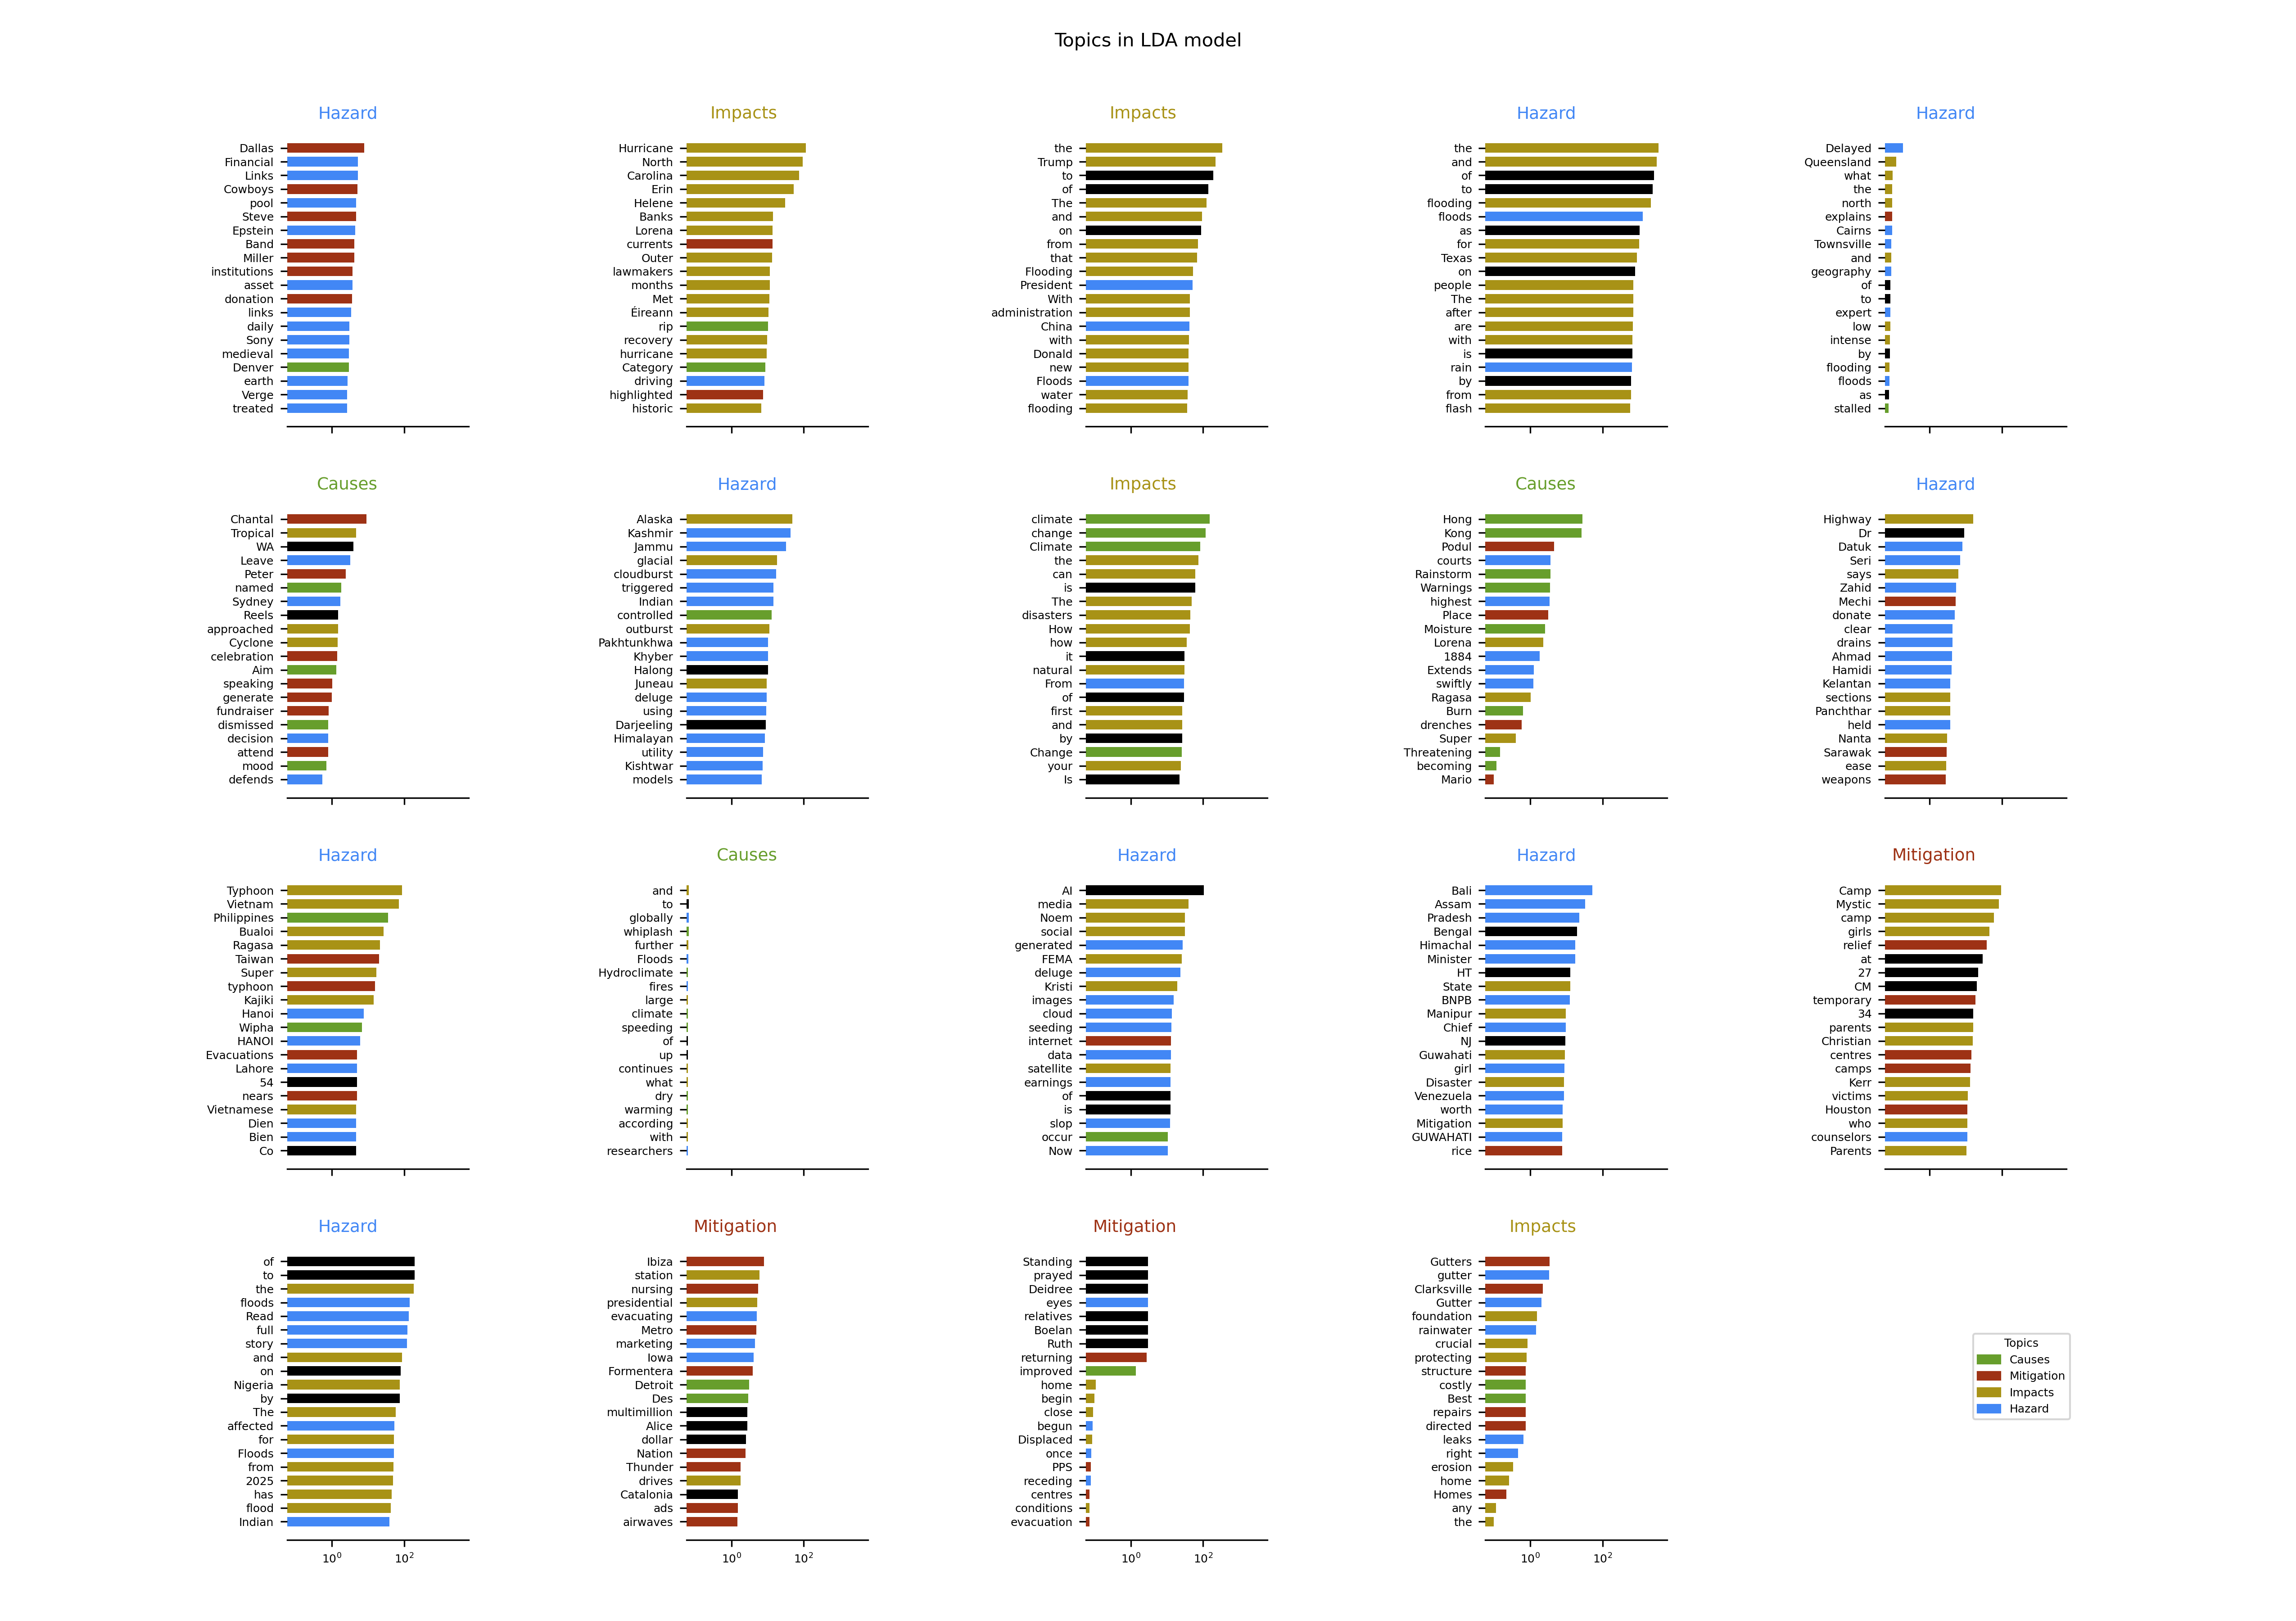 Topics in LDA model
Hazard
Dallas
Financial
Links
Cowboys
pool
Steve
Epstein
Band
Miller
institutions
asset
donation
links
daily
Sony
medieval
Denver
earth
Verge
treated
Impacts
Hurricane
North
Carolina
Erin
Helene
Banks
Lorena
currents
Outer
lawmakers
months
Met
Éireann
rip
recovery
hurricane
Category
driving
highlighted
historic
Impacts
the
Trump
to
of
The
and
on
from
that
Flooding
President
With
administration
China
with
Donald
new
Floods
water
flooding
Hazard
the
and
of
to
flooding
floods
as
for
Texas
on
people
The
after
are
with
is
rain
by
from
flash
Hazard
Delayed
Queensland
what
the
north
explains
Cairns
Townsville
and
geography
of
to
expert
low
intense
by
flooding
floods
as
stalled
Causes
Chantal
Tropical
WA
Leave
Peter
named
Sydney
Reels
approached
Cyclone
celebration
Aim
speaking
generate
fundraiser
dismissed
decision
attend
mood
defends
Hazard
Alaska
Kashmir
Jammu
glacial
cloudburst
triggered
Indian
controlled
outburst
Pakhtunkhwa
Khyber
Halong
Juneau
deluge
using
Darjeeling
Himalayan
utility
Kishtwar
models
Impacts
climate
change
Climate
the
can
is
The
disasters
How
how
it
natural
From
of
first
and
by
Change
your
Is
Causes
Hong
Kong
Podul
courts
Rainstorm
Warnings
highest
Place
Moisture
Lorena
1884
Extends
swiftly
Ragasa
Burn
drenches
Super
Threatening
becoming
Mario
Hazard
Highway
Dr
Datuk
Seri
says
Zahid
Mechi
donate
clear
drains
Ahmad
Hamidi
Kelantan
sections
Panchthar
held
Nanta
Sarawak
ease
weapons
Hazard
Typhoon
Vietnam
Philippines
Bualoi
Ragasa
Taiwan
Super
typhoon
Kajiki
Hanoi
Wipha
HANOI
Evacuations
Lahore
54
nears
Vietnamese
Dien
Bien
Co
Causes
and
to
globally
whiplash
further
Floods
Hydroclimate
fires
large
climate
speeding
of
up
continues
what
dry
warming
according
with
researchers
Hazard
AI
media
Noem
social
generated
FEMA
deluge
Kristi
images
cloud
seeding
internet
data
satellite
earnings
of
is
slop
occur
Now
Hazard
Bali
Assam
Pradesh
Bengal
Himachal
Minister
HT
State
BNPB
Manipur
Chief
NJ
Guwahati
girl
Disaster
Venezuela
worth
Mitigation
GUWAHATI
rice
Mitigation
Camp
Mystic
camp
girls
relief
at
27
CM
temporary
34
parents
Christian
centres
camps
Kerr
victims
Houston
who
counselors
Parents
Hazard
of
to
the
floods
Read
full
story
and
on
Nigeria
by
The
affected
for
Floods
from
2025
has
flood
Indian
10⁰ 10²
Mitigation
Ibiza
station
nursing
presidential
evacuating
Metro
marketing
Iowa
Formentera
Detroit
Des
multimillion
Alice
dollar
Nation
Thunder
drives
Catalonia
ads
airwaves
10⁰ 10²
Mitigation
Standing
prayed
Deidree
eyes
relatives
Boelan
Ruth
returning
improved
home
begin
close
begun
Displaced
once
PPS
receding
centres
conditions
evacuation
10⁰ 10²
Impacts
Gutters
gutter
Clarksville
Gutter
foundation
rainwater
crucial
protecting
structure
costly
Best
repairs
directed
leaks
right
erosion
home
Homes
any
the
10⁰ 10²
Topics
Causes
Mitigation
Impacts
Hazard